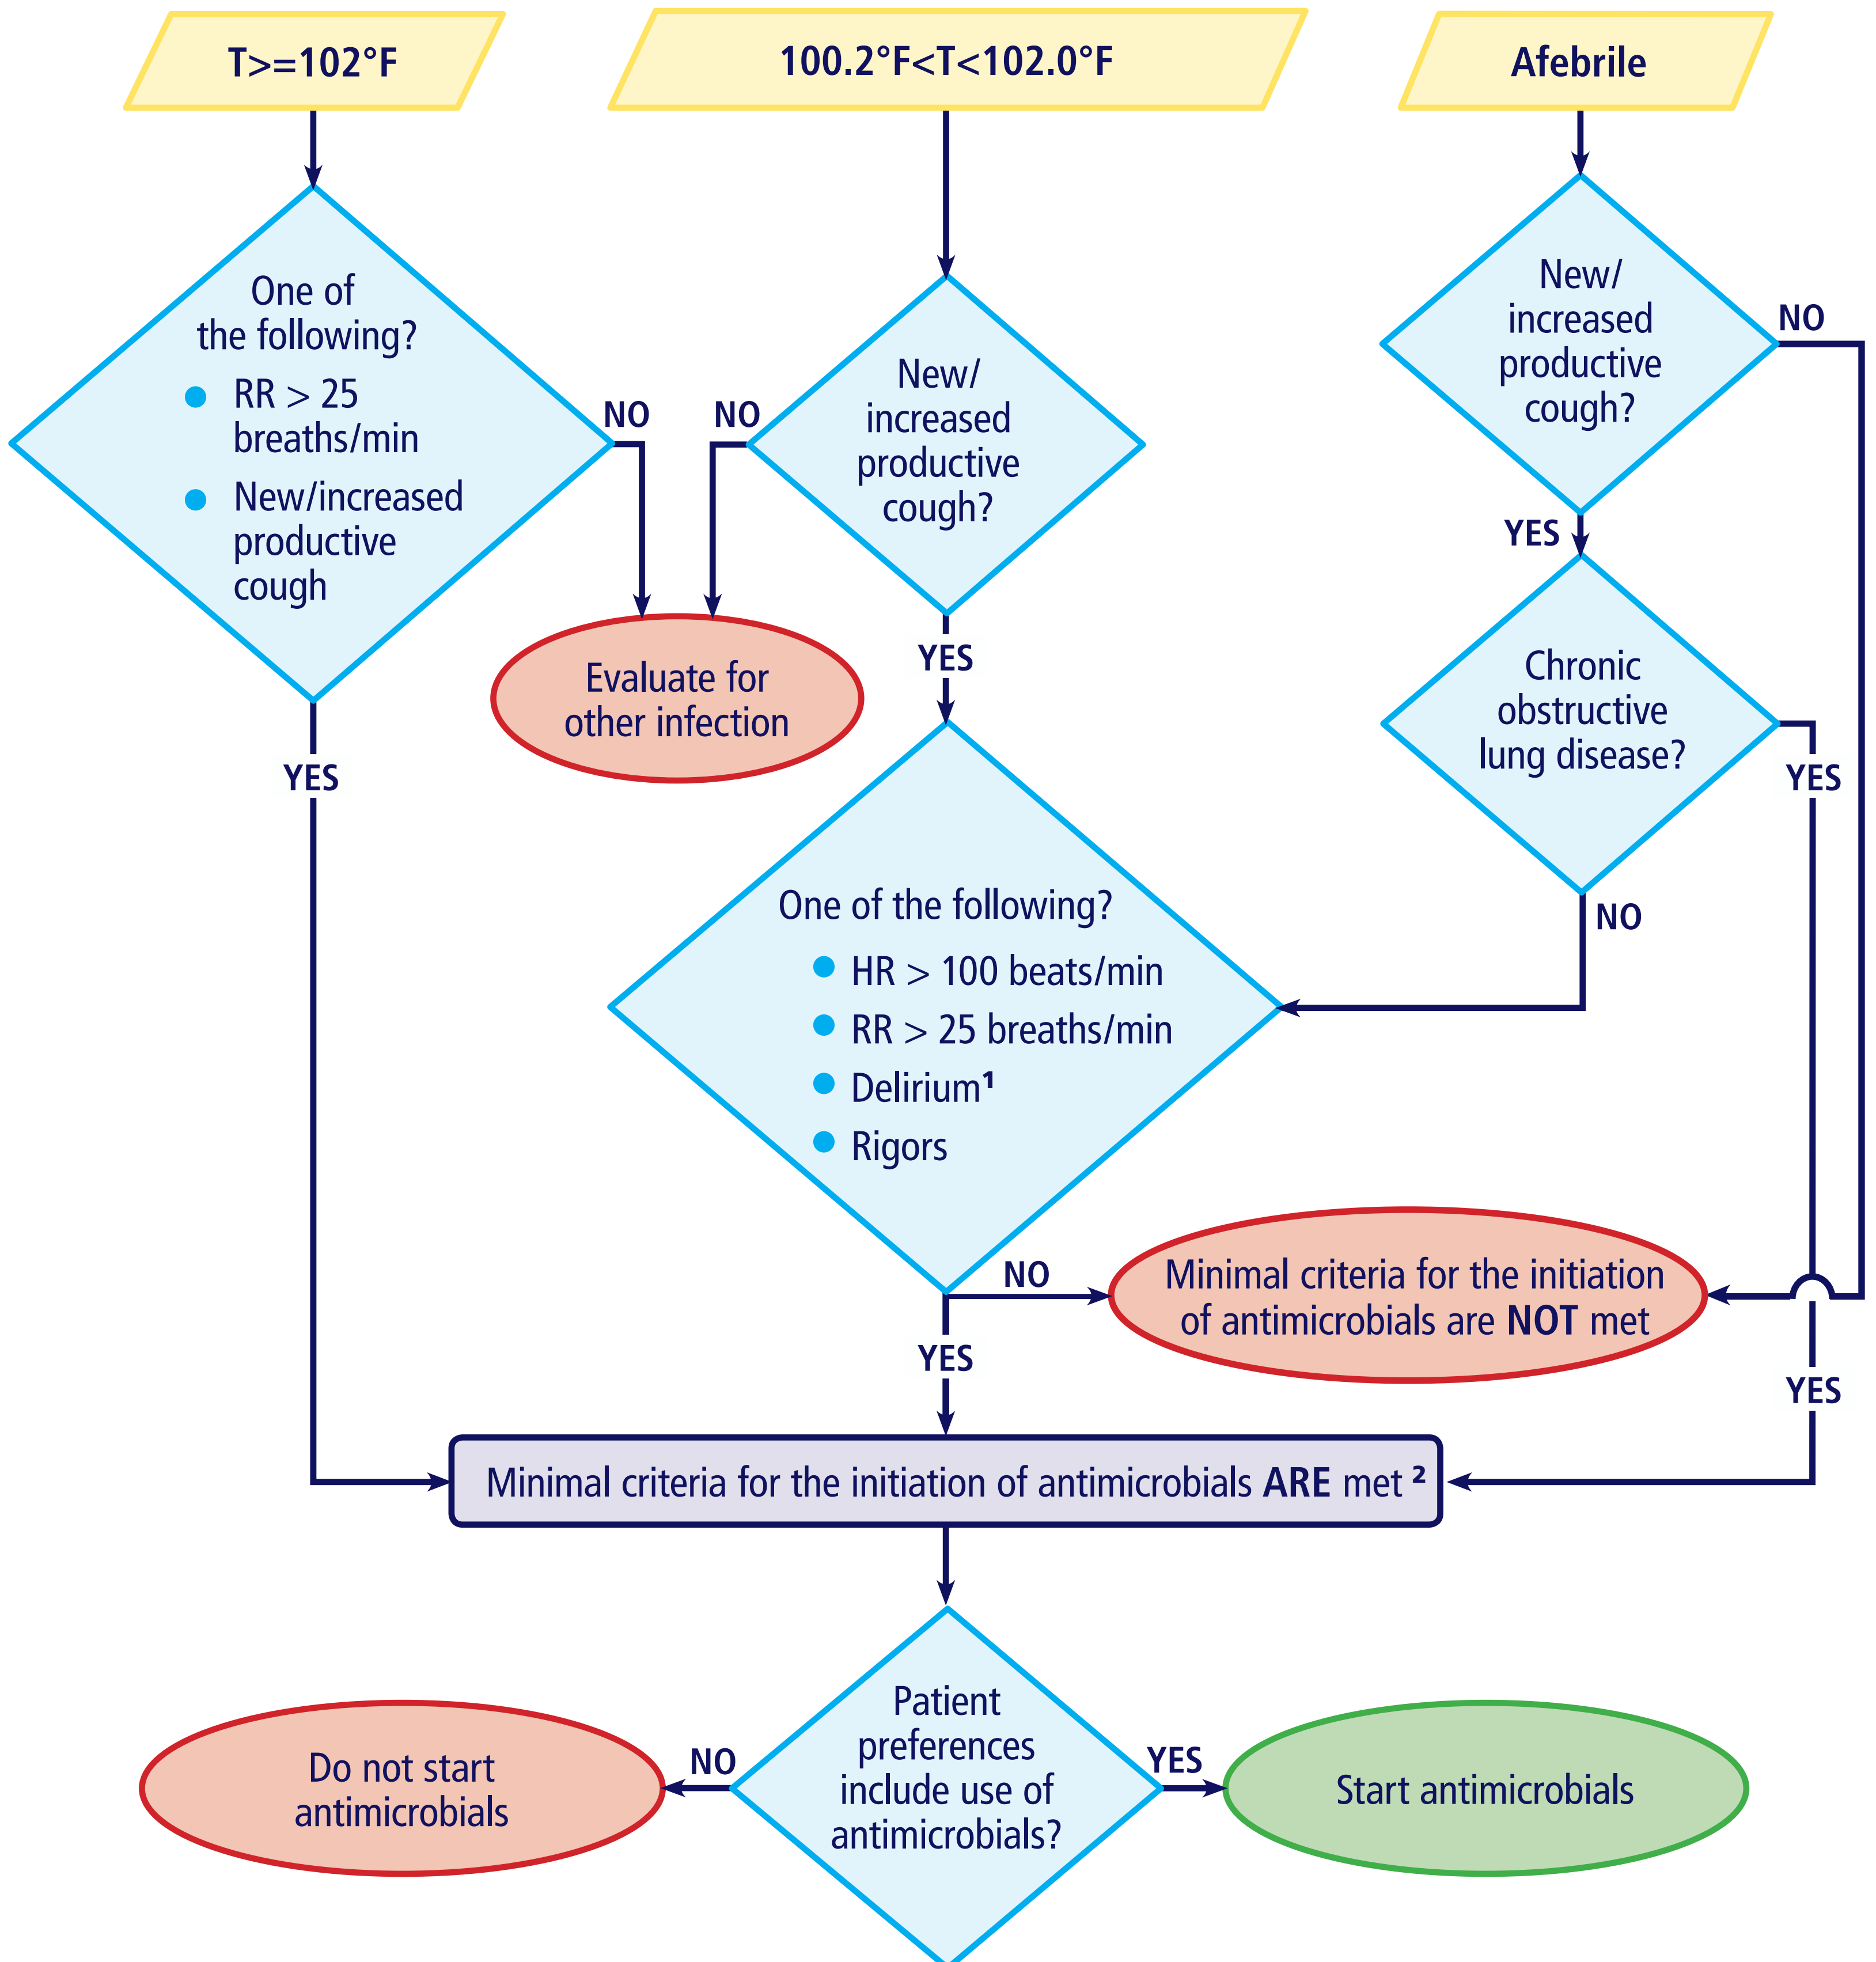 T>=102°F
100.2°F<T<102.0°F
Afebrile
One of
the following?
RR > 25
breaths/min
New/increased
productive
cough
NO
NO
New/
increased
productive
cough?
New/
increased
productive
cough?
NO
YES
Evaluate for
other infection
YES
YES
Chronic
obstructive
lung disease?
YES
NO
One of the following?
HR > 100 beats/min
RR > 25 breaths/min
Delirium¹
Rigors
NO
Minimal criteria for the initiation
of antimicrobials are NOT met
YES
YES
Minimal criteria for the initiation of antimicrobials ARE met ²
Patient
preferences
include use of
antimicrobials?
NO
YES
Do not start
antimicrobials
Start antimicrobials